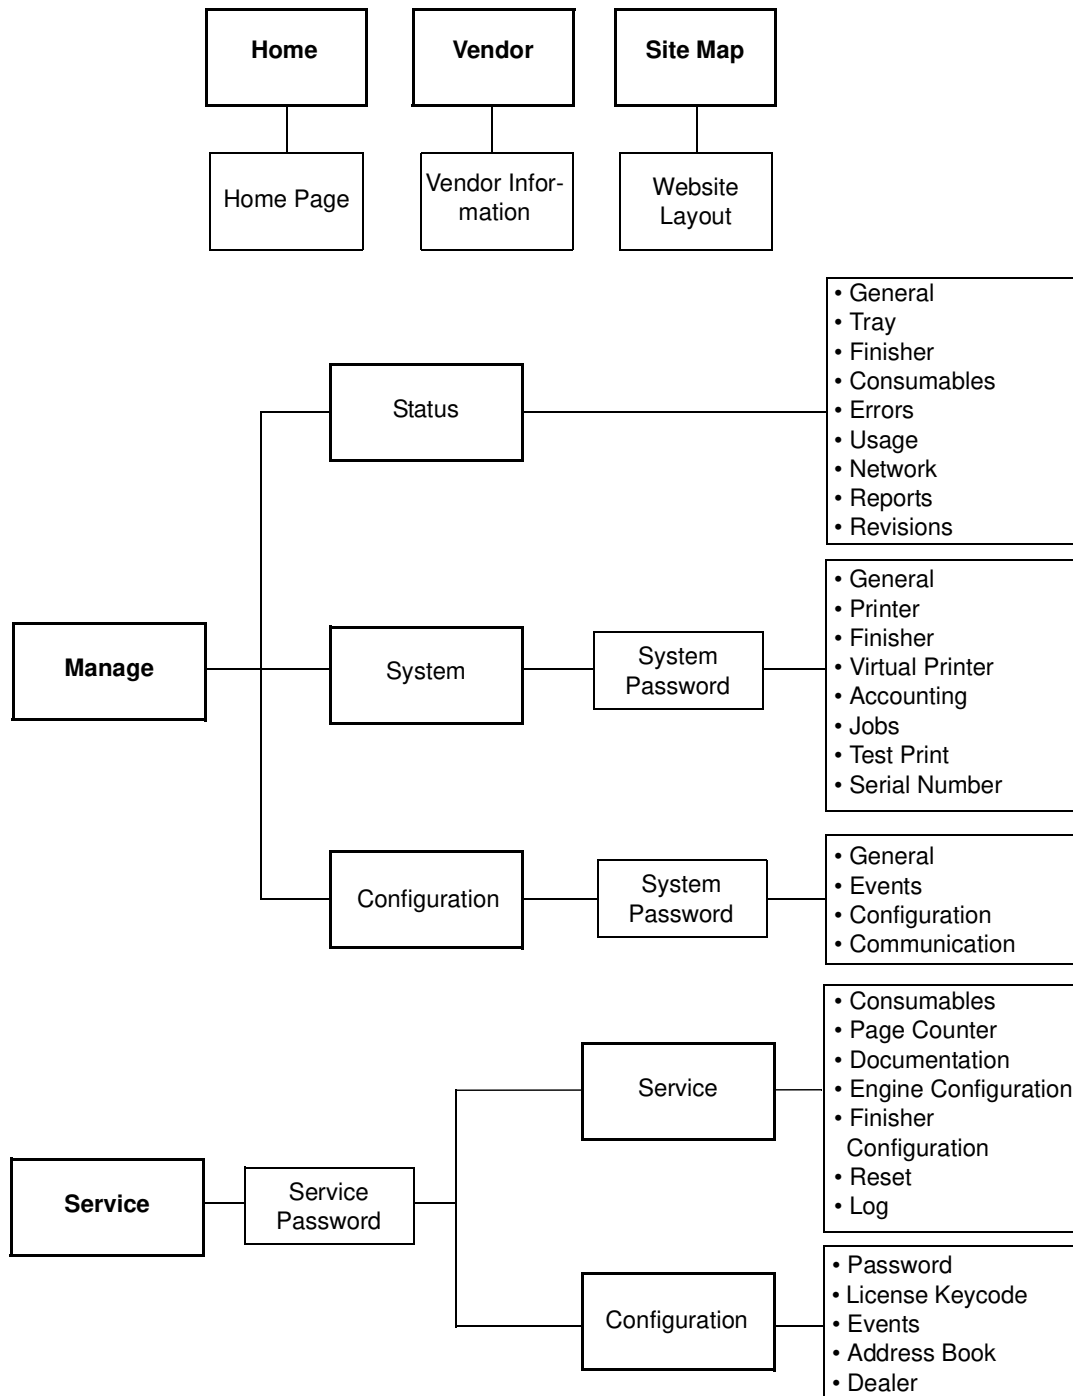 Home
Vendor
Site Map
Home Page
Vendor Infor-
mation
Website
Layout
Status
• General
• Tray
• Finisher
• Consumables
• Errors
• Usage
• Network
• Reports
• Revisions
Manage
System
System
Password
• General
• Printer
• Finisher
• Virtual Printer
• Accounting
• Jobs
• Test Print
• Serial Number
Configuration
System
Password
• General
• Events
• Configuration
• Communication
Service
Service
Password
Service
• Consumables
• Page Counter
• Documentation
• Engine Configuration
• Finisher
Configuration
• Reset
• Log
Configuration
• Password
• License Keycode
• Events
• Address Book
• Dealer